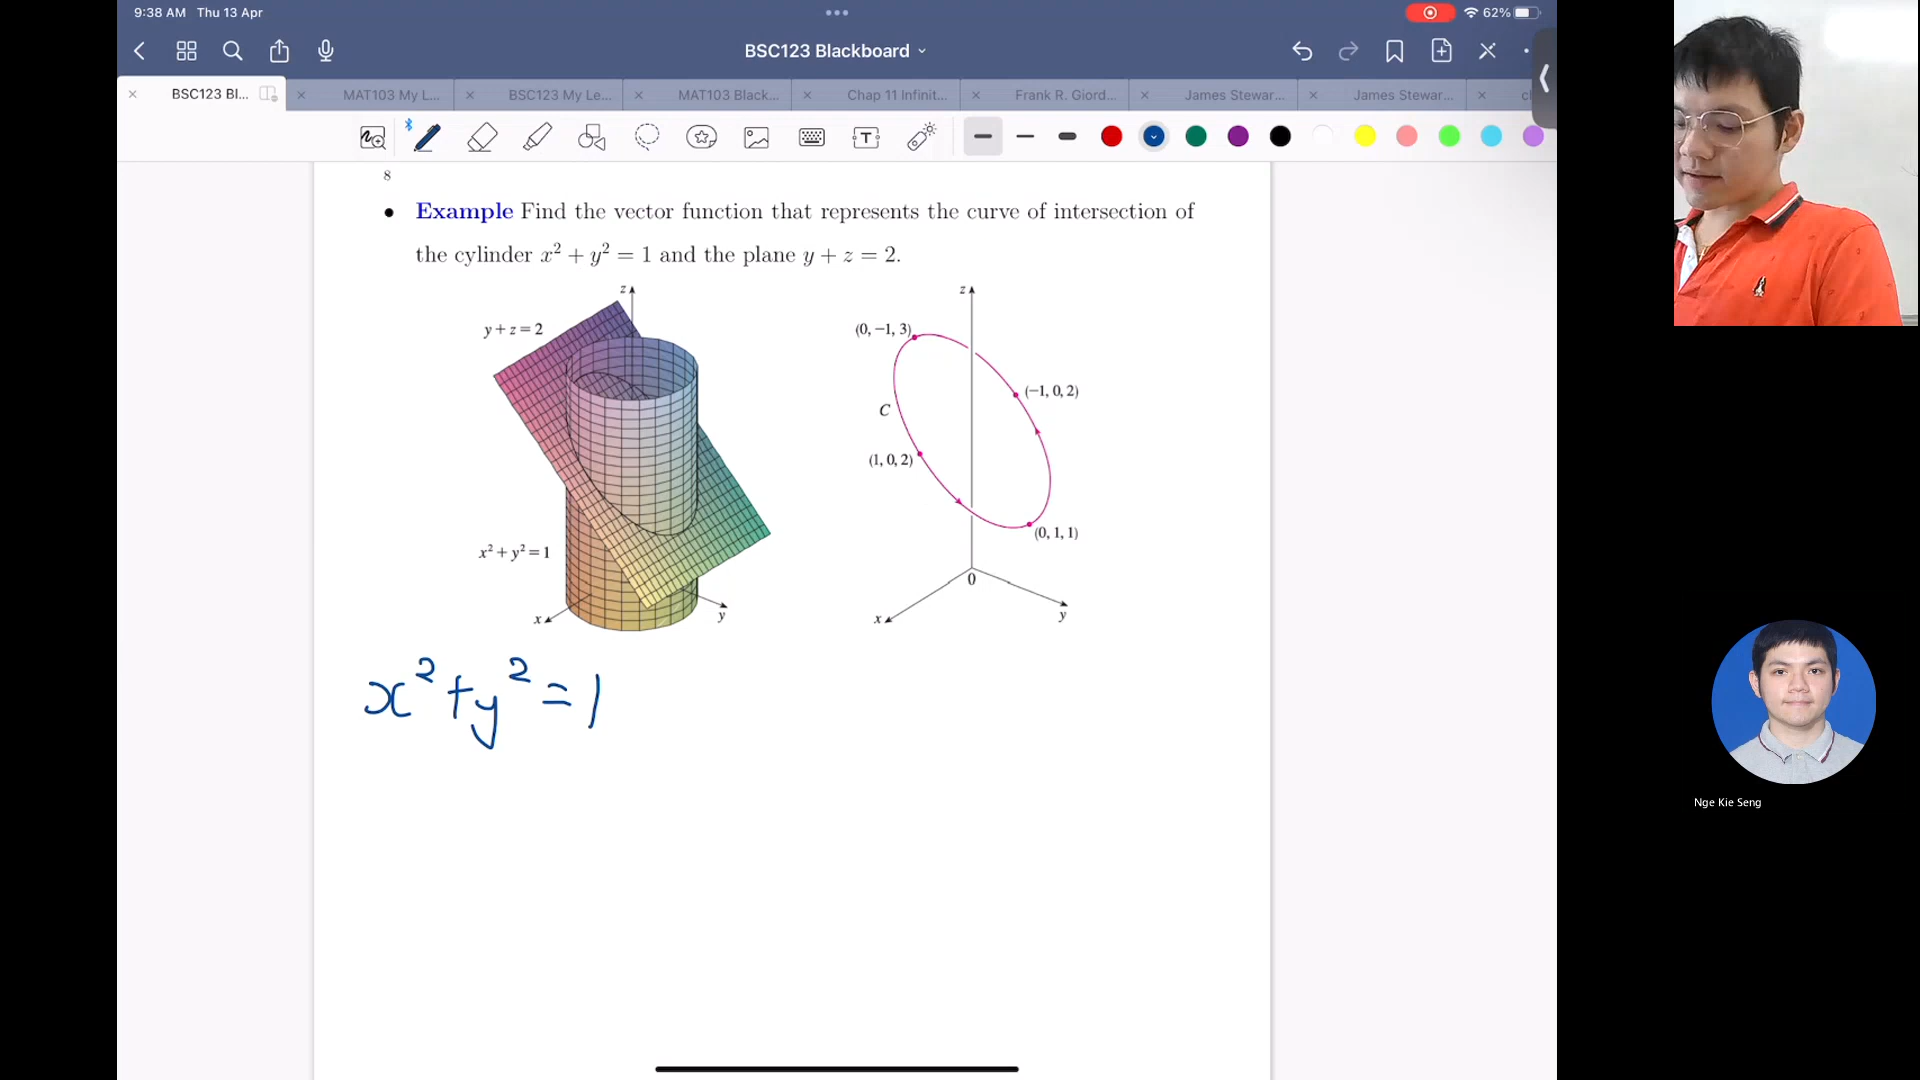 9:38 AM Thu 13 Apr
62%
BSC123 Blackboard
BSC123 Bl...
MAT103 My L...
BSC123 My Le...
MAT103 Black...
Chap 11 Infinit...
Frank R. Giord...
James Stewar...
James Stewar...
T
8
• Example Find the vector function that represents the curve of intersection of
the cylinder x² + y² = 1 and the plane y + z = 2.
z
y + z = 2
x² + y² = 1
x
y
z
(0, −1, 3)
(−1, 0, 2)
C
(1, 0, 2)
(0, 1, 1)
0
x
y
x² + y² = 1
Nge Kie Seng